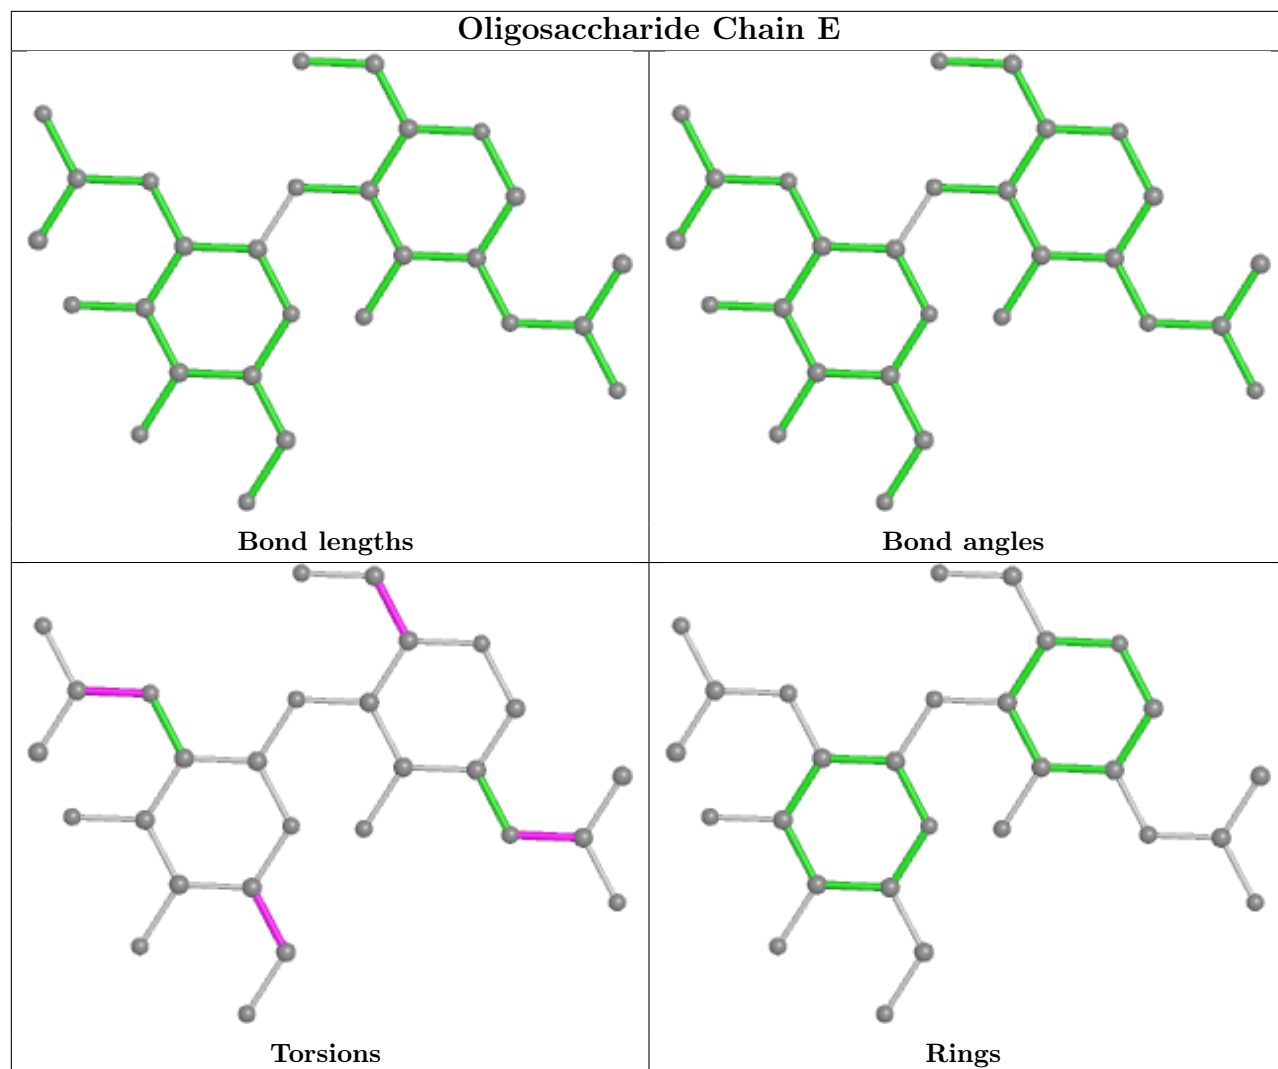 Oligosaccharide Chain E
Bond lengths
Bond angles
Torsions
Rings